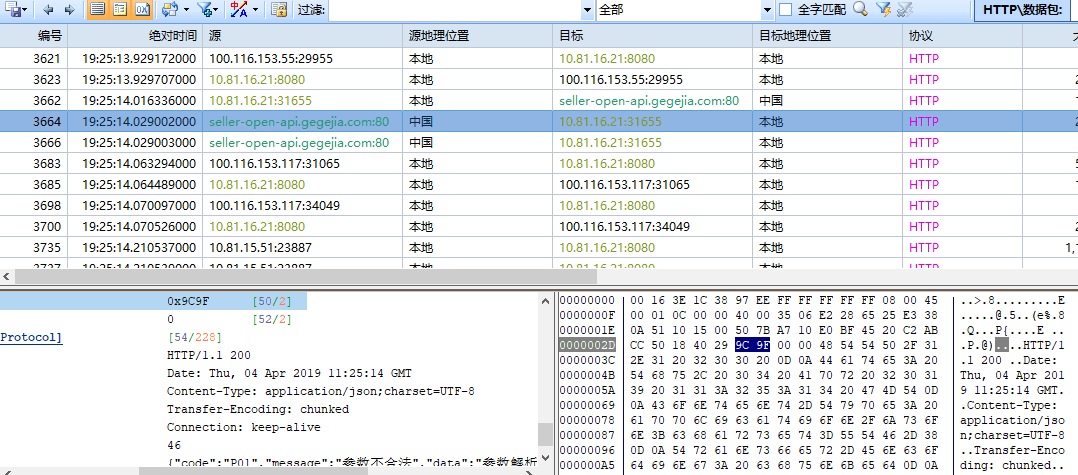 过滤: 全部 全字匹配 HTTP\数据包:
编号 绝对时间 源 源地理位置 目标 目标地理位置 协议
3621 19:25:13.929172000 100.116.153.55:29955 本地 10.81.16.21:8080 本地 HTTP
3623 19:25:13.929707000 10.81.16.21:8080 本地 100.116.153.55:29955 本地 HTTP 2
3662 19:25:14.016336000 10.81.16.21:31655 本地 seller-open-api.gegejia.com:80 中国 HTTP
3664 19:25:14.029002000 seller-open-api.gegejia.com:80 中国 10.81.16.21:31655 本地 HTTP 2
3666 19:25:14.029003000 seller-open-api.gegejia.com:80 中国 10.81.16.21:31655 本地 HTTP
3683 19:25:14.063294000 100.116.153.117:31065 本地 10.81.16.21:8080 本地 HTTP 5
3685 19:25:14.064489000 10.81.16.21:8080 本地 100.116.153.117:31065 本地 HTTP 1
3698 19:25:14.070097000 100.116.153.117:34049 本地 10.81.16.21:8080 本地 HTTP
3700 19:25:14.070526000 10.81.16.21:8080 本地 100.116.153.117:34049 本地 HTTP 2
3735 19:25:14.210537000 10.81.15.51:23887 本地 10.81.16.21:8080 本地 HTTP 1,
3737 19:25:14.210539000 10.81.15.51:23887 本地 10.81.16.21:8080 本地 HTTP
0x9C9F [50/2]
0 [52/2]
Protocol] [54/228]
HTTP/1.1 200
Date: Thu, 04 Apr 2019 11:25:14 GMT
Content-Type: application/json;charset=UTF-8
Transfer-Encoding: chunked
Connection: keep-alive
46
{"code":"P01","message":"参数不合法","data":"参数解析
00000000 00 16 3E 1C 38 97 EE FF FF FF FF FF 08 00 45 ..>.8.........E
0000000F 00 01 0C 00 00 40 00 35 06 E2 28 65 25 E3 38 .....@.5..(e%.8
0000001E 0A 51 10 15 00 50 7B A7 10 E0 BF 45 20 C2 AB .Q...P{....E ..
0000002D CC 50 18 40 29 9C 9F 00 00 48 54 54 50 2F 31 .P.@)....HTTP/1
0000003C 2E 31 20 32 30 30 20 0D 0A 44 61 74 65 3A 20 .1 200 ..Date:
0000004B 54 68 75 2C 20 30 34 20 41 70 72 20 32 30 31 Thu, 04 Apr 201
0000005A 39 20 31 31 3A 32 35 3A 31 34 20 47 4D 54 0D 9 11:25:14 GMT.
00000069 0A 43 6F 6E 74 65 6E 74 2D 54 79 70 65 3A 20 .Content-Type:
00000078 61 70 70 6C 69 63 61 74 69 6F 6E 2F 6A 73 6F application/jso
00000087 6E 3B 63 68 61 72 73 65 74 3D 55 54 46 2D 38 n;charset=UTF-8
00000096 0D 0A 54 72 61 6E 73 66 65 72 2D 45 6E 63 6F ..Transfer-Enco
000000A5 64 69 6E 67 3A 20 63 68 75 6E 6B 65 64 0D 0A ding: chunked..